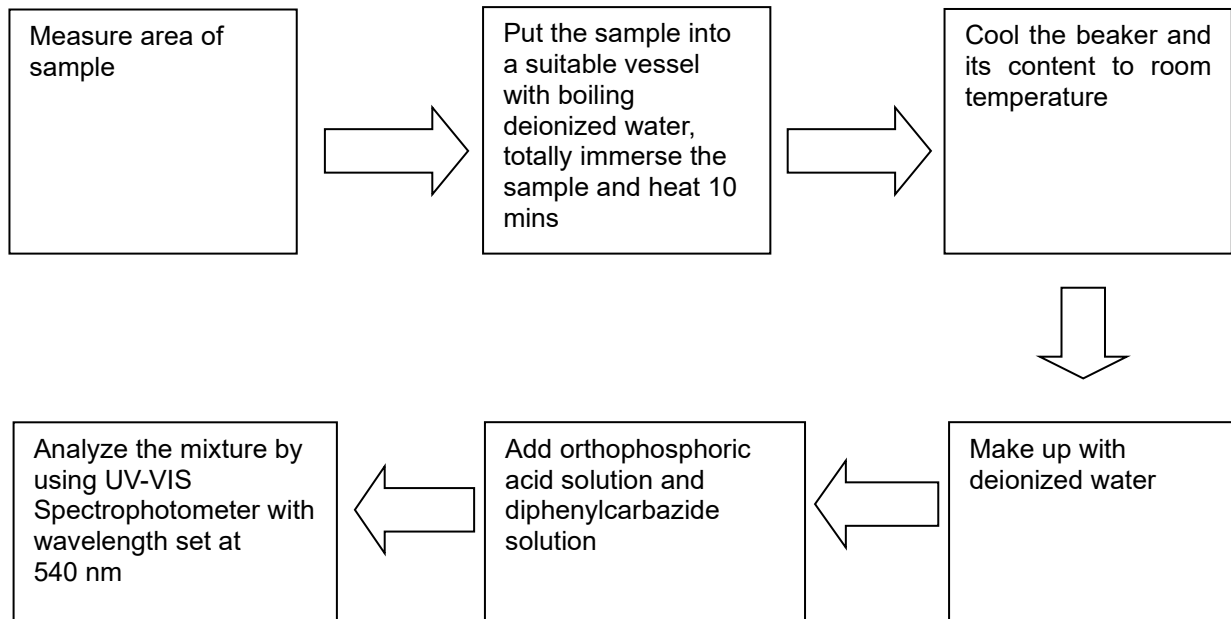 Measure area of
sample
Put the sample into
a suitable vessel
with boiling
deionized water,
totally immerse the
sample and heat 10
mins
Cool the beaker and
its content to room
temperature
Make up with
deionized water
Add orthophosphoric
acid solution and
diphenylcarbazide
solution
Analyze the mixture by
using UV-VIS
Spectrophotometer with
wavelength set at
540 nm